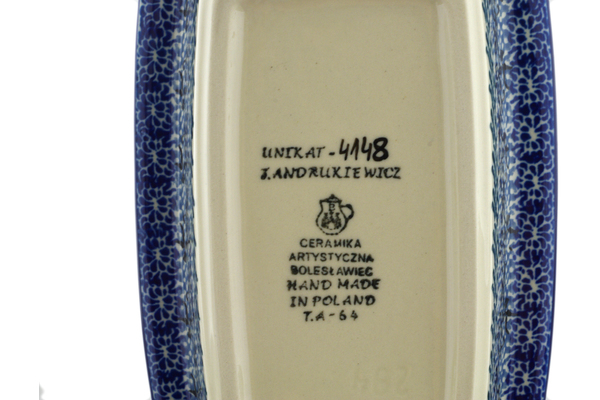 UNIKAT-4148
J.ANDRUKIEWICZ
CERAMIKA
ARTYSTYCZNA
BOLESŁAWIEC
HAND MADE
IN POLAND
T.A-64